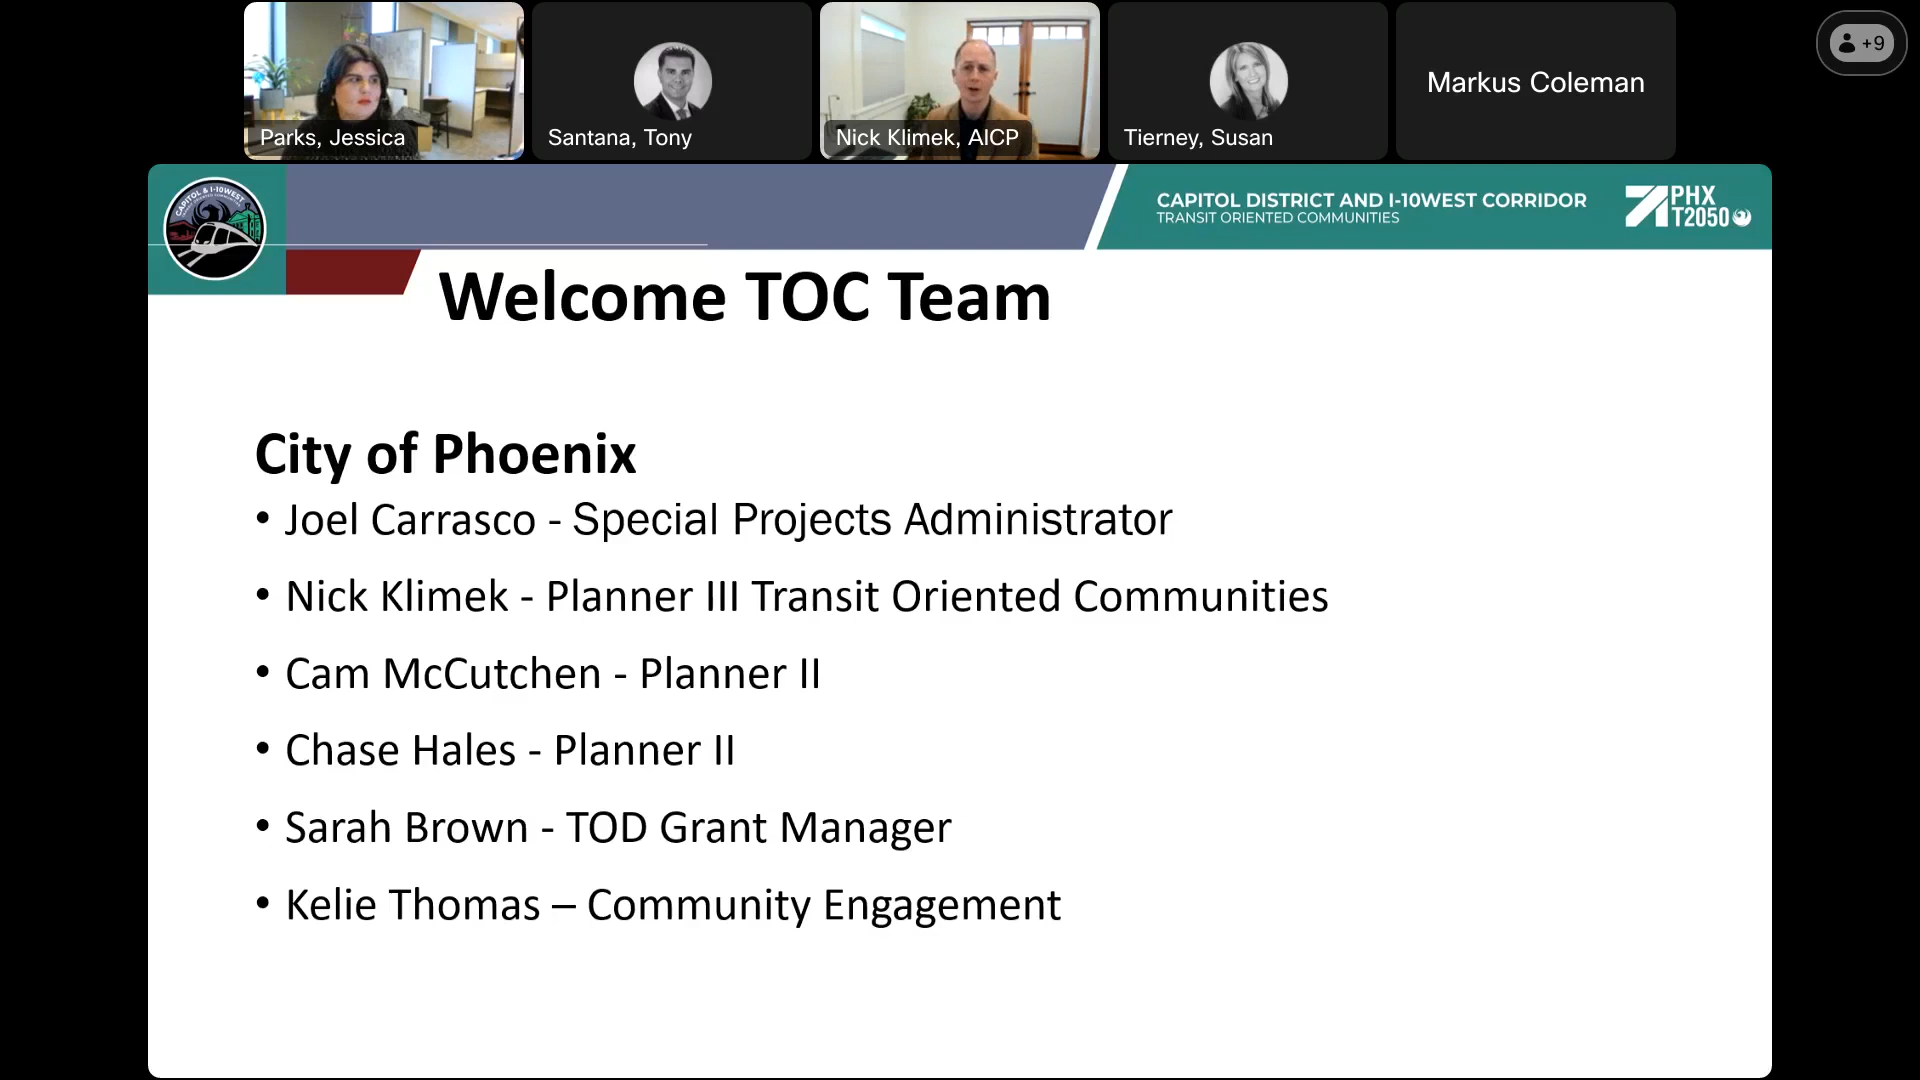 Parks, Jessica
Santana, Tony
Nick Klimek, AICP
Tierney, Susan
Markus Coleman
+9
CAPITOL & I-10WEST
CAPITOL DISTRICT AND I-10WEST CORRIDOR
TRANSIT ORIENTED COMMUNITIES
PHX
T2050
Welcome TOC Team
City of Phoenix
• Joel Carrasco - Special Projects Administrator
• Nick Klimek - Planner III Transit Oriented Communities
• Cam McCutchen - Planner II
• Chase Hales - Planner II
• Sarah Brown - TOD Grant Manager
• Kelie Thomas – Community Engagement